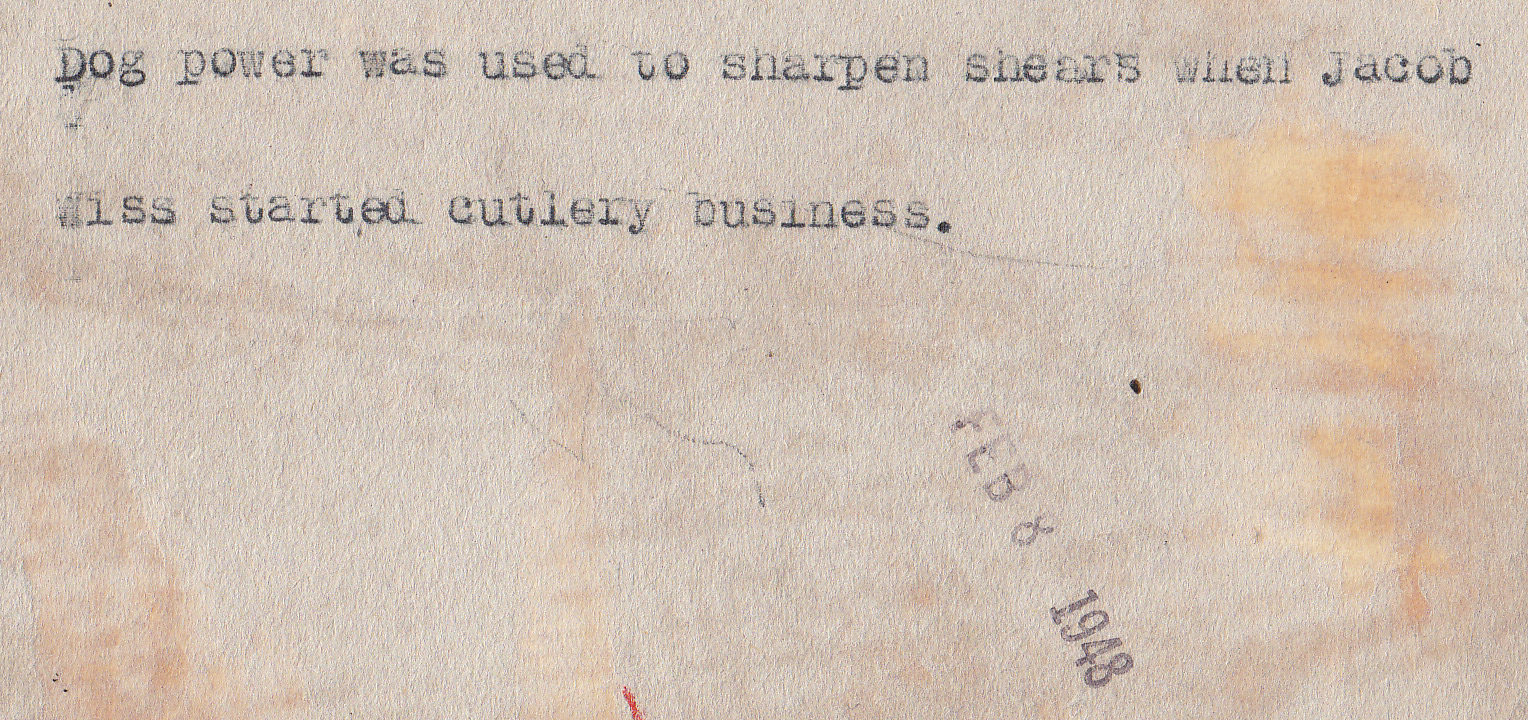 Dog power was used to sharpen shears when Jacob
Wiss started cutlery business.
FEB 8 1948